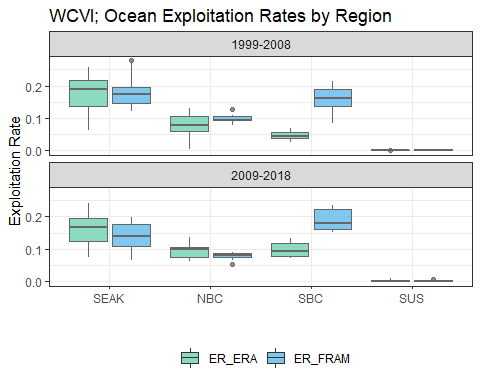 WCVI; Ocean Exploitation Rates by Region
1999-2008
0.2
0.1
0.0
Exploitation Rate
2009-2018
0.2
0.1
0.0
SEAK NBC SBC SUS
ER_ERA ER_FRAM